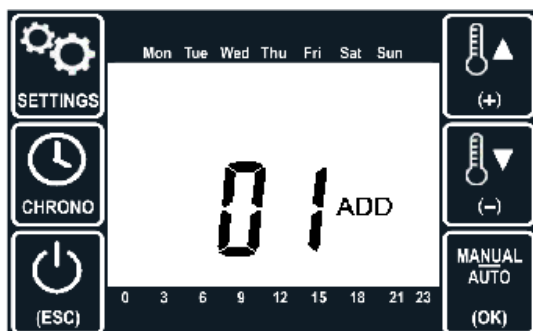 SETTINGS
CHRONO
(ESC)
Mon Tue Wed Thu Fri Sat Sun
01 ADD
0 3 6 9 12 15 18 21 23
(+)
(−)
MANUAL
AUTO
(OK)